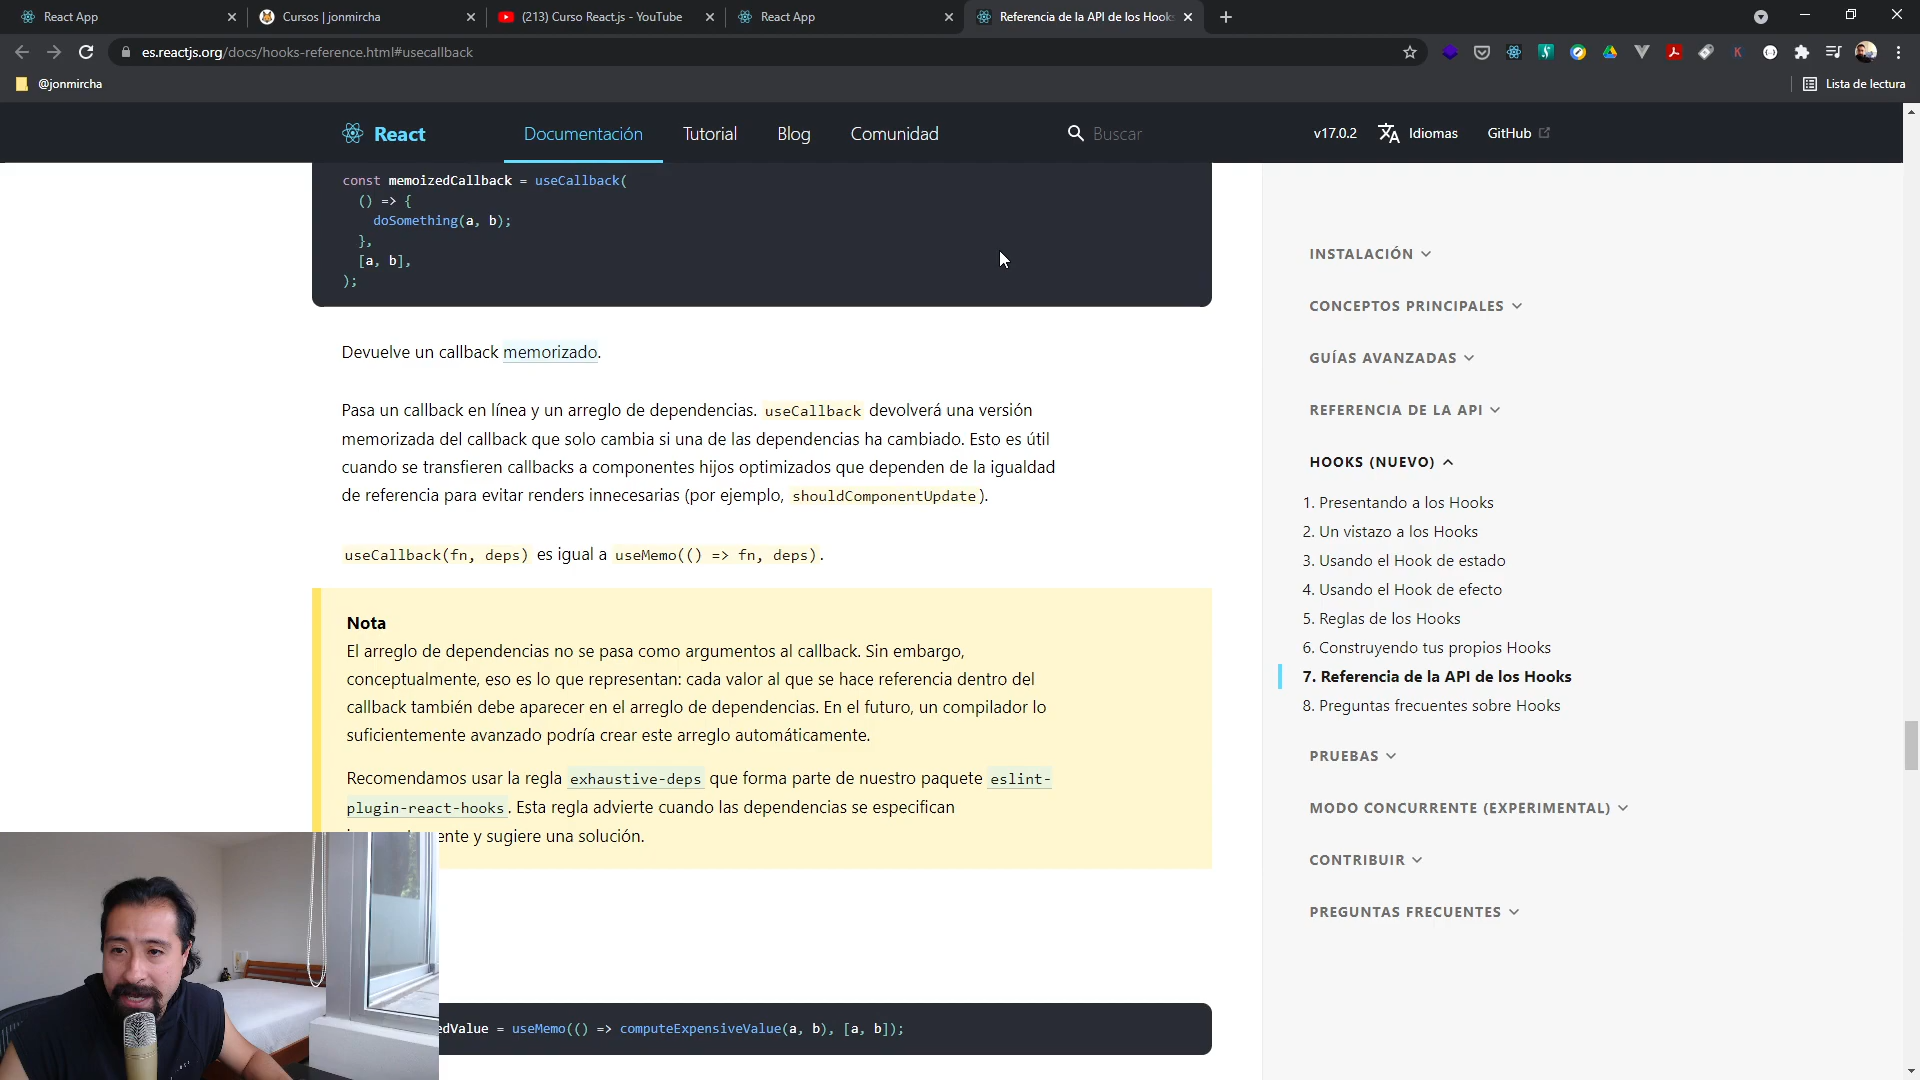 React App
Cursos | jonmircha
(213) Curso React.js - YouTube
React App
Referencia de la API de los Hook
es.reactjs.org/docs/hooks-reference.html#usecallback
@jonmircha
Lista de lectura
React
Documentación
Tutorial
Blog
Comunidad
Buscar
v17.0.2
Idiomas
GitHub
const memoizedCallback = useCallback(
() => {
doSomething(a, b);
},
[a, b],
);
Devuelve un callback memorizado.
Pasa un callback en línea y un arreglo de dependencias. useCallback devolverá una versión
memorizada del callback que solo cambia si una de las dependencias ha cambiado. Esto es útil
cuando se transfieren callbacks a componentes hijos optimizados que dependen de la igualdad
de referencia para evitar renders innecesarias (por ejemplo, shouldComponentUpdate).
useCallback(fn, deps) es igual a useMemo(() => fn, deps).
Nota
El arreglo de dependencias no se pasa como argumentos al callback. Sin embargo,
conceptualmente, eso es lo que representan: cada valor al que se hace referencia dentro del
callback también debe aparecer en el arreglo de dependencias. En el futuro, un compilador lo
suficientemente avanzado podría crear este arreglo automáticamente.
Recomendamos usar la regla exhaustive-deps que forma parte de nuestro paquete eslint-
plugin-react-hooks. Esta regla advierte cuando las dependencias se especifican
ente y sugiere una solución.
edValue = useMemo(() => computeExpensiveValue(a, b), [a, b]);
INSTALACIÓN
CONCEPTOS PRINCIPALES
GUÍAS AVANZADAS
REFERENCIA DE LA API
HOOKS (NUEVO)
1. Presentando a los Hooks
2. Un vistazo a los Hooks
3. Usando el Hook de estado
4. Usando el Hook de efecto
5. Reglas de los Hooks
6. Construyendo tus propios Hooks
7. Referencia de la API de los Hooks
8. Preguntas frecuentes sobre Hooks
PRUEBAS
MODO CONCURRENTE (EXPERIMENTAL)
CONTRIBUIR
PREGUNTAS FRECUENTES